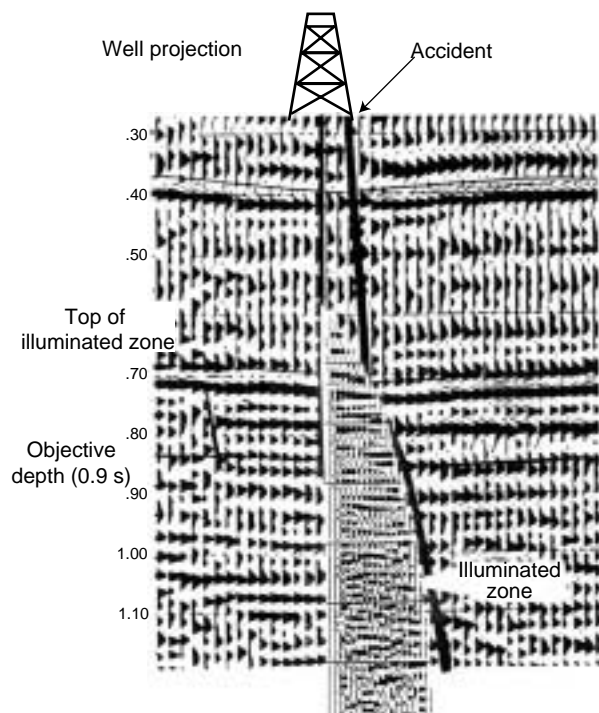 Well projection
Accident
.30
.40
.50
Top of
illuminated zone
.70
.80
Objective
depth (0.9 s)
.90
1.00
Illuminated
zone
1.10